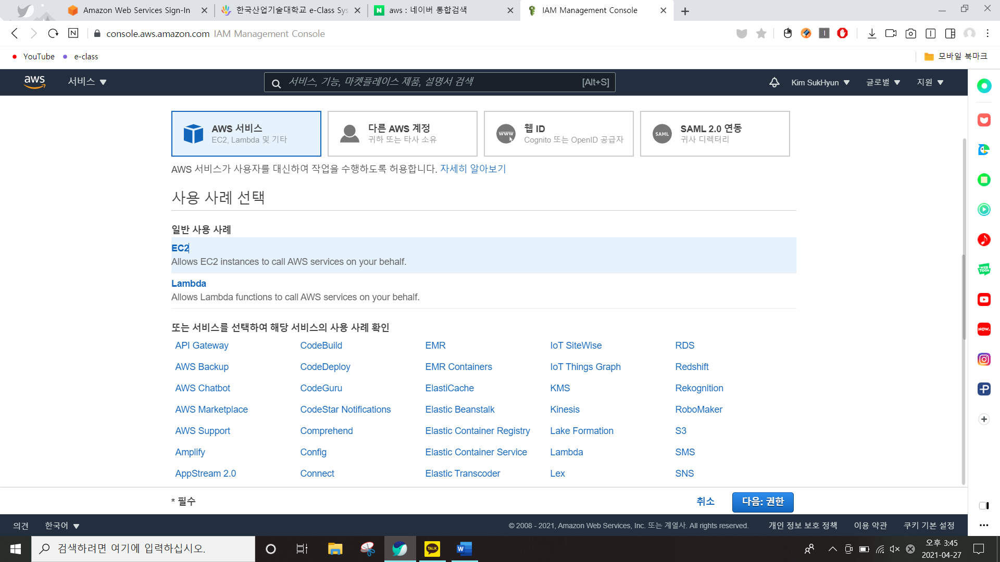 Amazon Web Services Sign-In
한국산업기술대학교 e-Class Sys
N
aws : 네이버 통합검색
IAM Management Console
N
console.aws.amazon.com IAM Management Console
YouTube
e-class
모바일 북마크
aws
서비스
서비스, 기능, 마켓플레이스 제품, 설명서 검색
[Alt+S]
Kim SukHyun
글로벌
지원
AWS 서비스
EC2, Lambda 및 기타
다른 AWS 계정
귀하 또는 타사 소유
WWW
웹 ID
Cognito 또는 OpenID 공급자
SAML
SAML 2.0 연동
귀사 디렉터리
AWS 서비스가 사용자를 대신하여 작업을 수행하도록 허용합니다. 자세히 알아보기
사용 사례 선택
일반 사용 사례
EC2
Allows EC2 instances to call AWS services on your behalf.
Lambda
Allows Lambda functions to call AWS services on your behalf.
또는 서비스를 선택하여 해당 서비스의 사용 사례 확인
API Gateway
CodeBuild
EMR
IoT SiteWise
RDS
AWS Backup
CodeDeploy
EMR Containers
IoT Things Graph
Redshift
AWS Chatbot
CodeGuru
ElastiCache
KMS
Rekognition
AWS Marketplace
CodeStar Notifications
Elastic Beanstalk
Kinesis
RoboMaker
AWS Support
Comprehend
Elastic Container Registry
Lake Formation
S3
Amplify
Config
Elastic Container Service
Lambda
SMS
AppStream 2.0
Connect
Elastic Transcoder
Lex
SNS
* 필수
취소
다음: 권한
의견
한국어
© 2008 - 2021, Amazon Web Services, Inc. 또는 계열사. All rights reserved.
개인 정보 보호 정책
이용 약관
쿠키 기본 설정
WEB
TOON
NOW.
검색하려면 여기에 입력하십시오.
TALK
W
오후 3:45
2021-04-27